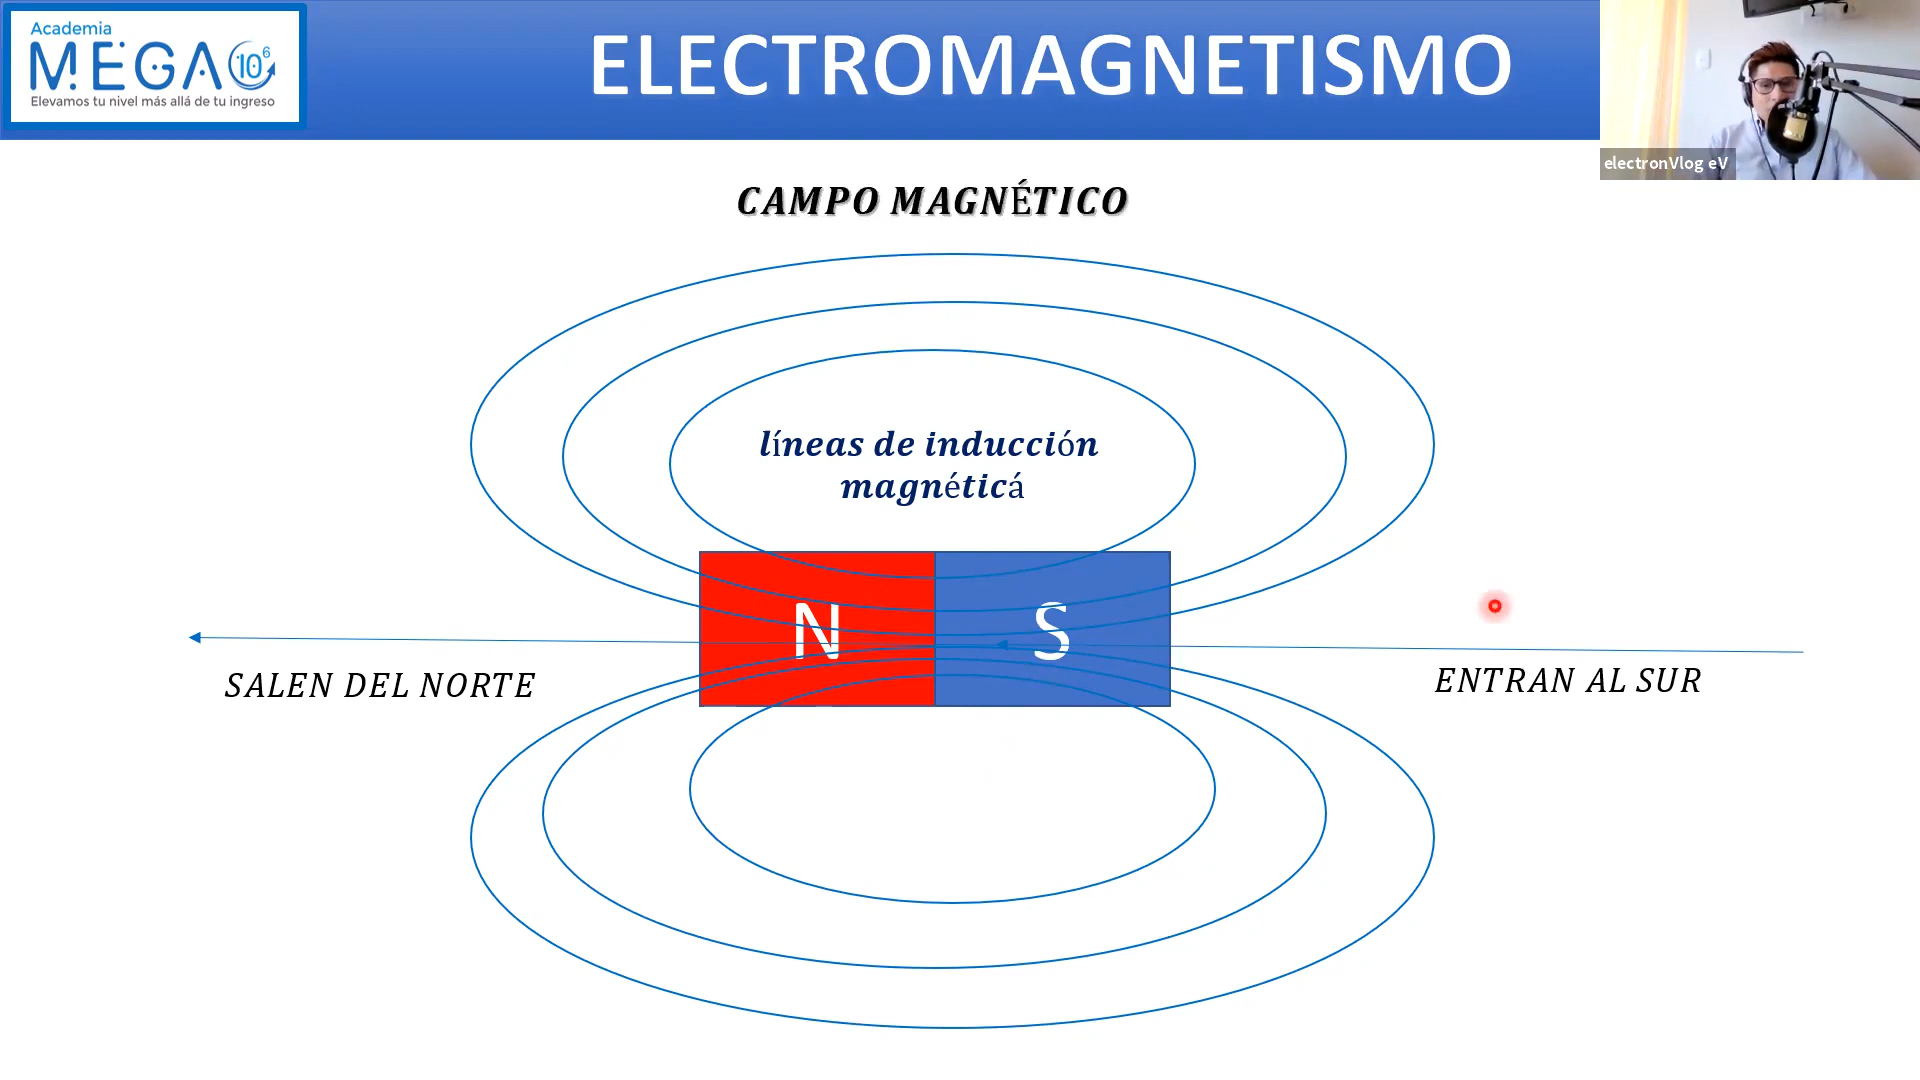 Academia
MEGA 10⁶
Elevamos tu nivel más allá de tu ingreso
ELECTROMAGNETISMO
electronVlog eV
CAMPO MAGNÉTICO
líneas de inducción
magnéticá
N S
SALEN DEL NORTE
ENTRAN AL SUR